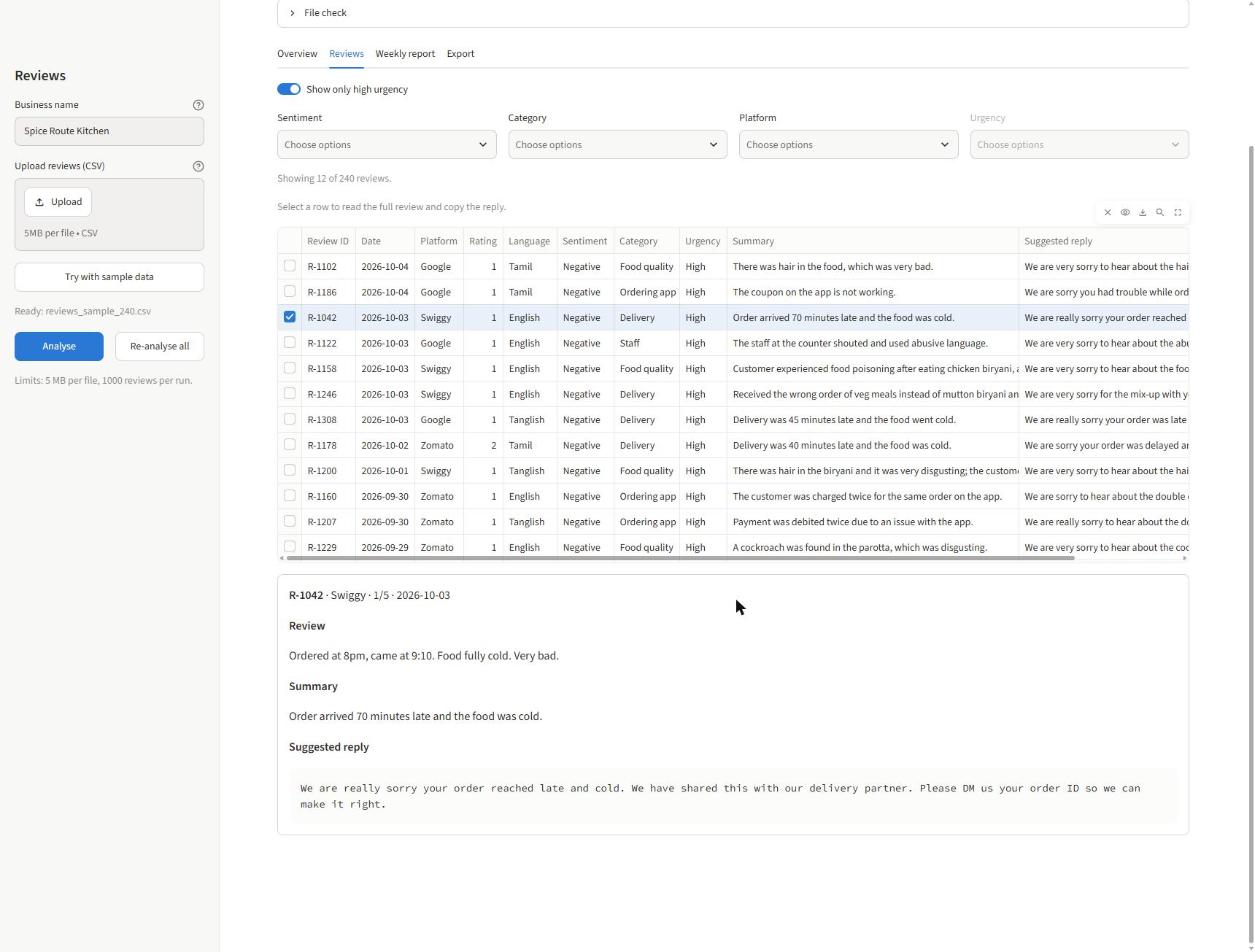 File check
Overview Reviews Weekly report Export
Reviews
Show only high urgency
Business name
Spice Route Kitchen
Sentiment Category Platform Urgency
Choose options Choose options Choose options Choose options
Upload reviews (CSV)
Upload
5MB per file • CSV
Showing 12 of 240 reviews.
Select a row to read the full review and copy the reply.
Try with sample data
Ready: reviews_sample_240.csv
Analyse Re-analyse all
Limits: 5 MB per file, 1000 reviews per run.
Review ID Date Platform Rating Language Sentiment Category Urgency Summary Suggested reply
R-1102 2026-10-04 Google 1 Tamil Negative Food quality High There was hair in the food, which was very bad. We are very sorry to hear about the hai
R-1186 2026-10-04 Google 1 Tamil Negative Ordering app High The coupon on the app is not working. We are sorry you had trouble while ord
R-1042 2026-10-03 Swiggy 1 English Negative Delivery High Order arrived 70 minutes late and the food was cold. We are really sorry your order reached
R-1122 2026-10-03 Google 1 English Negative Staff High The staff at the counter shouted and used abusive language. We are very sorry to hear about the abu
R-1158 2026-10-03 Swiggy 1 English Negative Food quality High Customer experienced food poisoning after eating chicken biryani, a We are very sorry to hear about the foo
R-1246 2026-10-03 Swiggy 1 English Negative Delivery High Received the wrong order of veg meals instead of mutton biryani an We are very sorry for the mix-up with y
R-1308 2026-10-03 Google 1 Tanglish Negative Delivery High Delivery was 45 minutes late and the food went cold. We are really sorry your order was late
R-1178 2026-10-02 Zomato 2 Tamil Negative Delivery High Delivery was 40 minutes late and the food was cold. We are sorry your order was delayed an
R-1200 2026-10-01 Swiggy 1 Tanglish Negative Food quality High There was hair in the biryani and it was very disgusting; the custome We are very sorry to hear about the hai
R-1160 2026-09-30 Zomato 1 English Negative Ordering app High The customer was charged twice for the same order on the app. We are sorry to hear about the double
R-1207 2026-09-30 Zomato 1 Tanglish Negative Ordering app High Payment was debited twice due to an issue with the app. We are really sorry to hear about the do
R-1229 2026-09-29 Zomato 1 English Negative Food quality High A cockroach was found in the parotta, which was disgusting. We are very sorry to hear about the coc
R-1042 · Swiggy · 1/5 · 2026-10-03
Review
Ordered at 8pm, came at 9:10. Food fully cold. Very bad.
Summary
Order arrived 70 minutes late and the food was cold.
Suggested reply
We are really sorry your order reached late and cold. We have shared this with our delivery partner. Please DM us your order ID so we can
make it right.